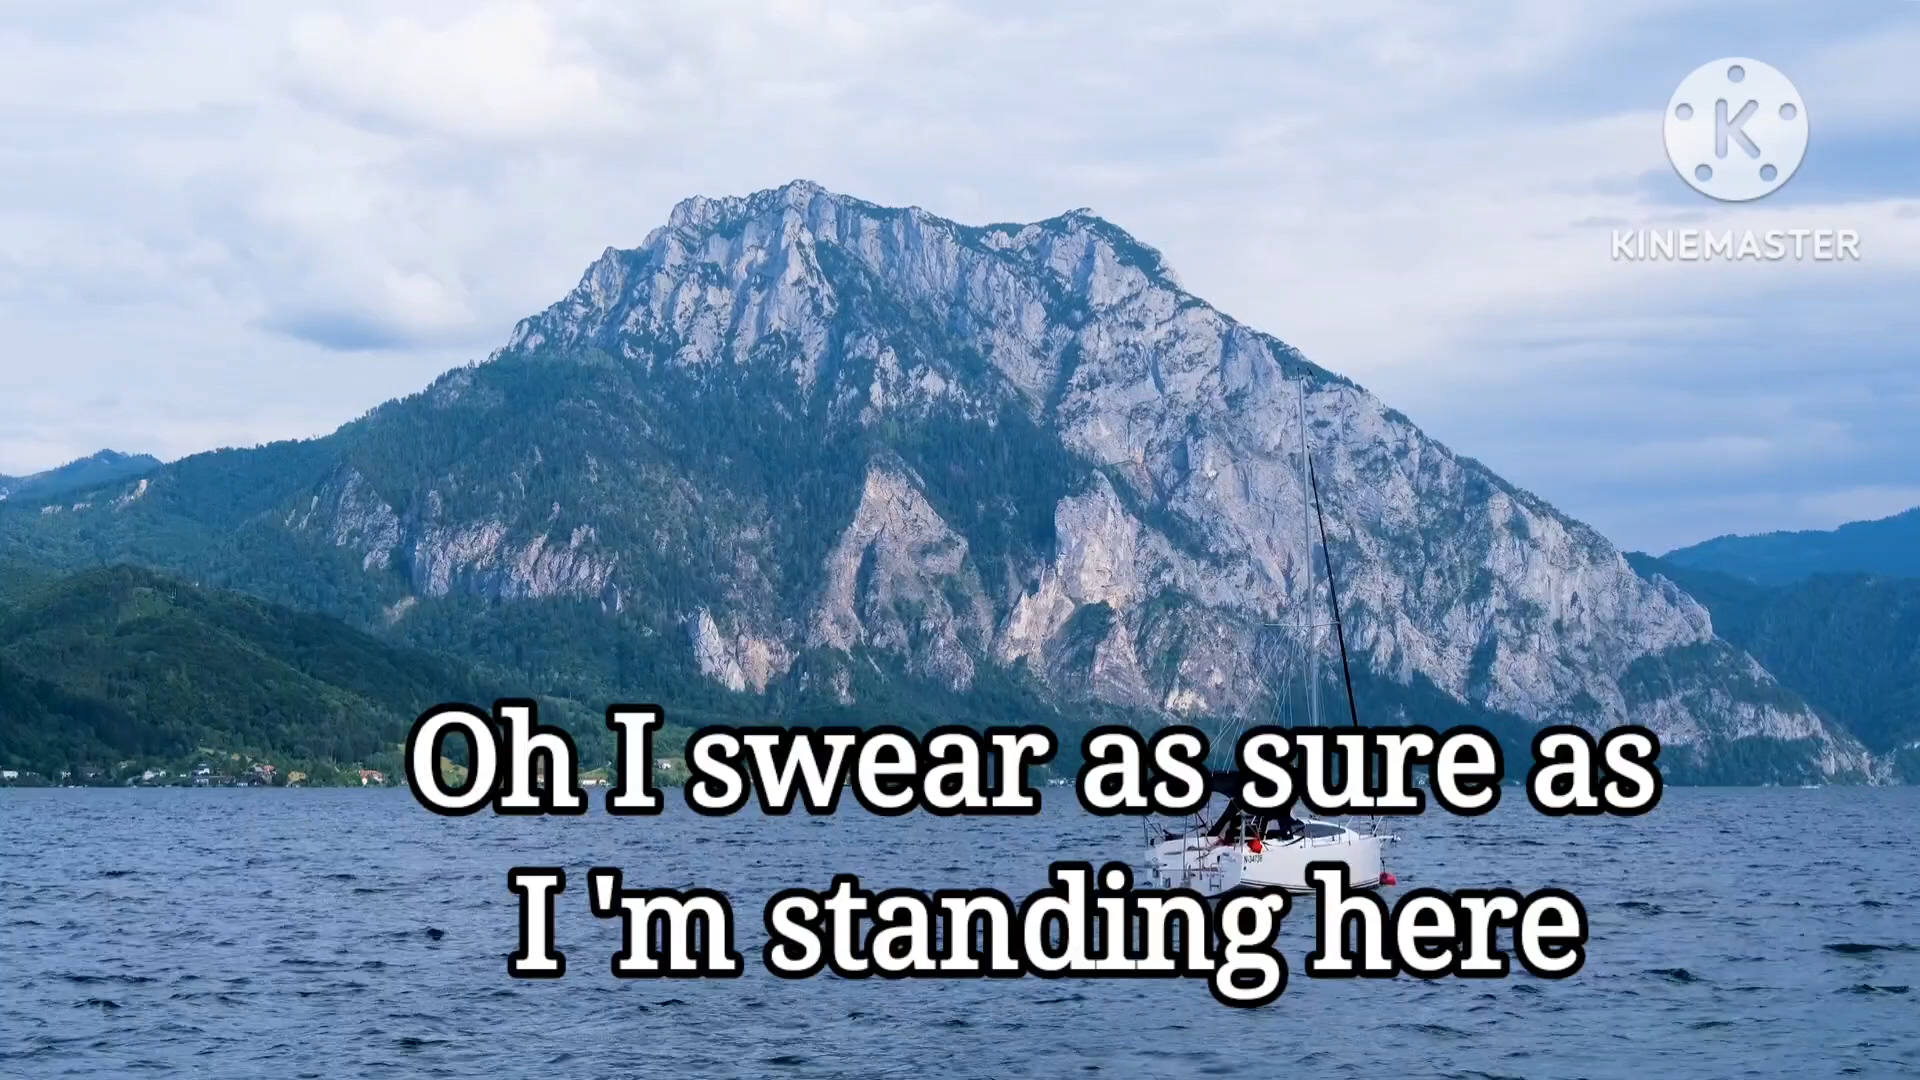 K
KINEMASTER
Oh I swear as sure as
I 'm standing here